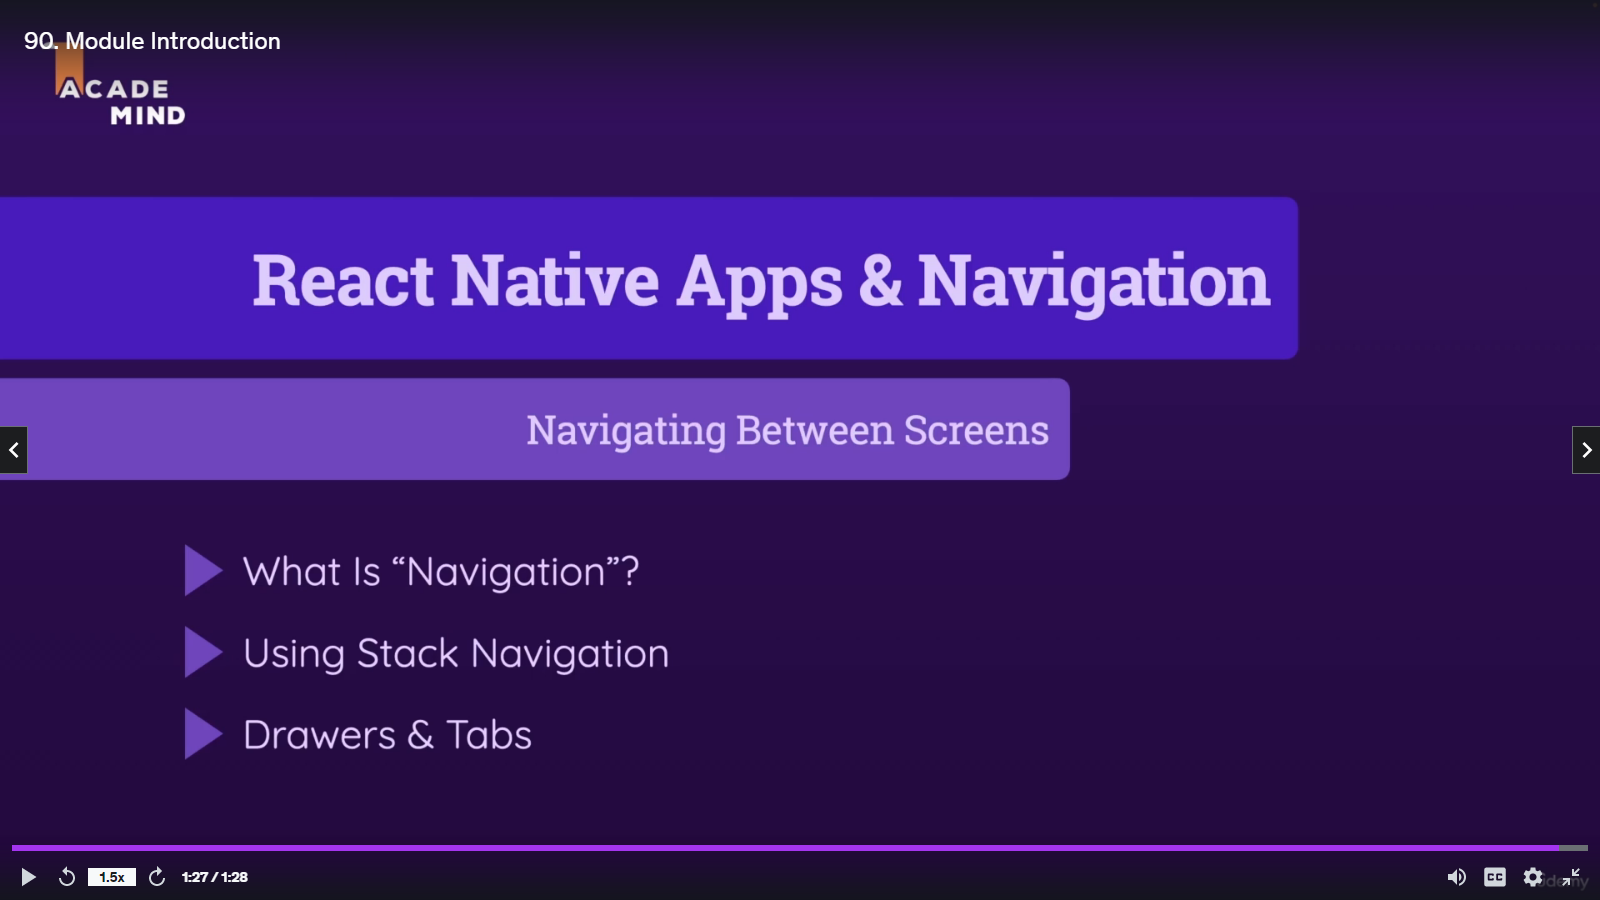 90. Module Introduction
ACADE
MIND
React Native Apps & Navigation
Navigating Between Screens
What Is “Navigation”?
Using Stack Navigation
Drawers & Tabs
1.5x
1:27 / 1:28
CC
udemy